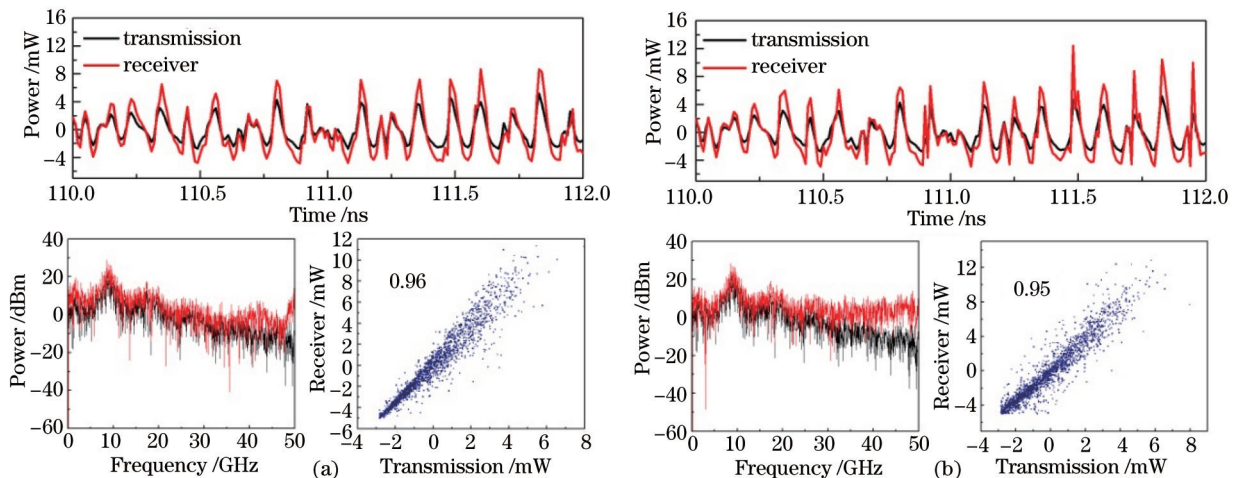 16
12
8
4
0
−4
Power /mW
transmission
receiver
110.0 110.5 111.0 111.5 112.0
Time /ns
40
20
0
−20
−40
−60
Power /dBm
0 10 20 30 40 50
Frequency /GHz
12
10
8
6
4
2
0
−2
−4
−6
Receiver /mW
0.96
−4 −2 0 2 4 6 8
Transmission /mW
(a)
16
12
8
4
0
−4
Power /mW
transmission
receiver
110.0 110.5 111.0 111.5 112.0
Time /ns
40
20
0
−20
−40
−60
Power /dBm
0 10 20 30 40 50
Frequency /GHz
12
8
4
0
−4
Receiver /mW
0.95
−4 −2 0 2 4 6 8
Transmission /mW
(b)